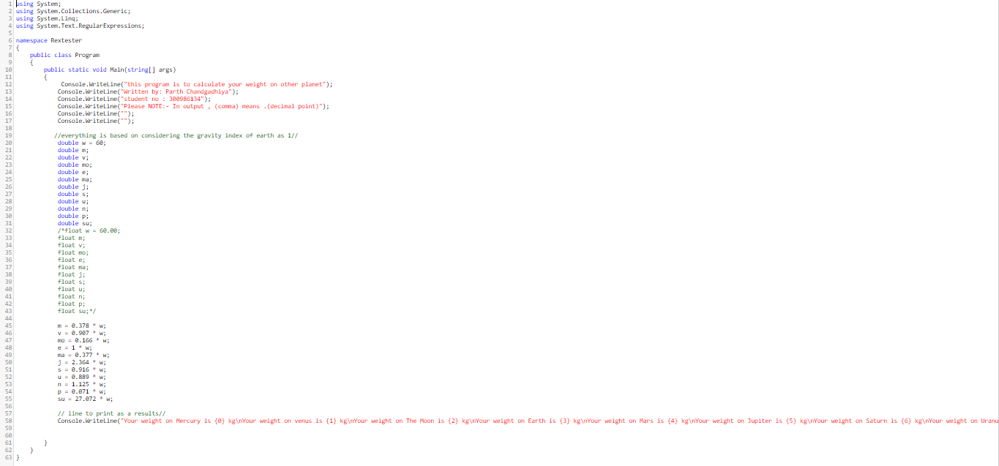 1 using System;
2 using System.Collections.Generic;
3 using System.Linq;
4 using System.Text.RegularExpressions;
5
6 namespace Rextester
7 {
8 public class Program
9 {
10 public static void Main(string[] args)
11 {
12 Console.WriteLine("this program is to calculate your weight on other planet");
13 Console.WriteLine("Written by: Parth Chandgadhiya");
14 Console.WriteLine("student no : 300986134");
15 Console.WriteLine("Please NOTE:- In output , (comma) means .(decimal point)");
16 Console.WriteLine("");
17 Console.WriteLine("");
18
19 //everything is based on considering the gravity index of earth as 1//
20 double w = 60;
21 double m;
22 double v;
23 double mo;
24 double e;
25 double ma;
26 double j;
27 double s;
28 double u;
29 double n;
30 double p;
31 double su;
32 /*float w = 60.00;
33 float m;
34 float v;
35 float mo;
36 float e;
37 float ma;
38 float j;
39 float s;
40 float u;
41 float n;
42 float p;
43 float su;*/
44
45 m = 0.378 * w;
46 v = 0.907 * w;
47 mo = 0.166 * w;
48 e = 1 * w;
49 ma = 0.377 * w;
50 j = 2.364 * w;
51 s = 0.916 * w;
52 u = 0.889 * w;
53 n = 1.125 * w;
54 p = 0.071 * w;
55 su = 27.072 * w;
56
57 // line to print as a results//
58 Console.WriteLine("Your weight on Mercury is {0} kg\nYour weight on venus is {1} kg\nYour weight on The Moon is {2} kg\nYour weight on Earth is {3} kg\nYour weight on Mars is {4} kg\nYour weight on Jupiter is {5} kg\nYour weight on Saturn is {6} kg\nYour weight on Uranu
59
60
61 }
62 }
63 }